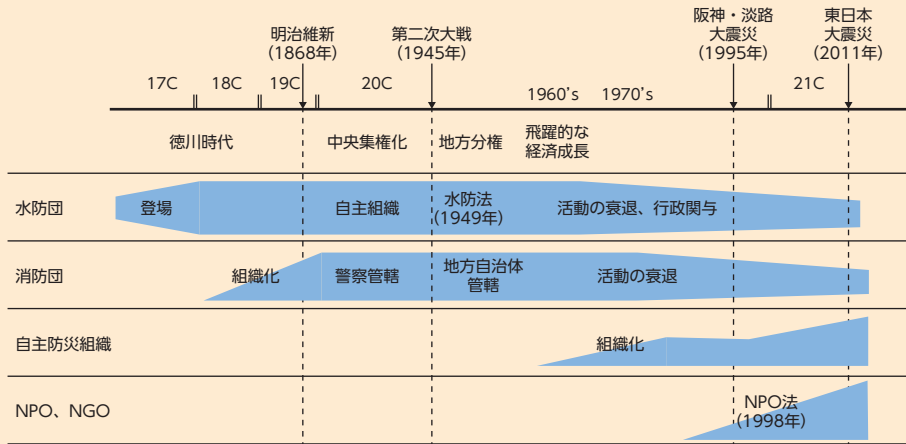 明治維新
(1868年)
第二次大戦
(1945年)
阪神・淡路
大震災
(1995年)
東日本
大震災
(2011年)
17C
18C
19C
20C
1960's
1970's
21C
徳川時代
中央集権化
地方分権
飛躍的な
経済成長
水防団
登場
自主組織
水防法
(1949年)
活動の衰退、行政関与
消防団
組織化
警察管轄
地方自治体
管轄
活動の衰退
自主防災組織
組織化
NPO、NGO
NPO法
(1998年)